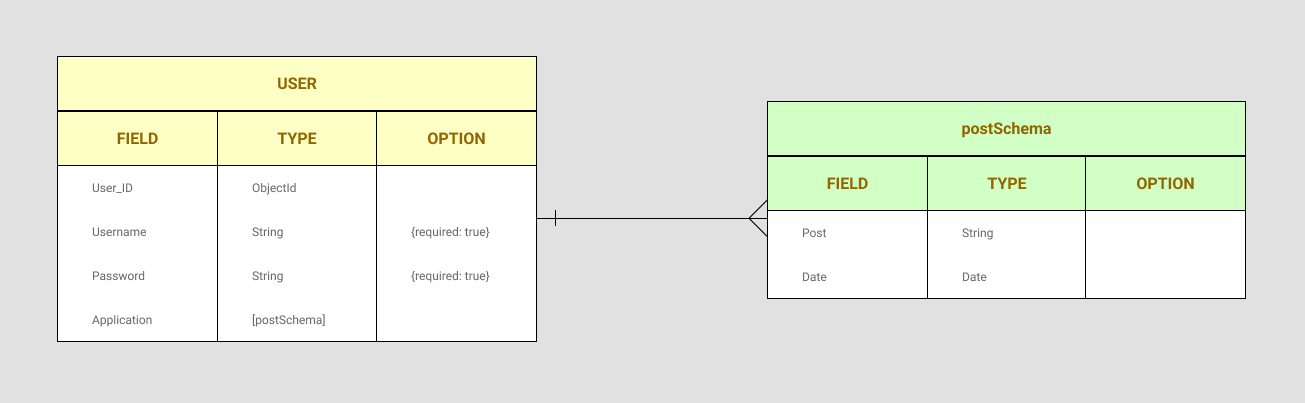 USER
FIELD TYPE OPTION
User_ID ObjectId
Username String {required: true}
Password String {required: true}
Application [postSchema]
postSchema
FIELD TYPE OPTION
Post String
Date Date